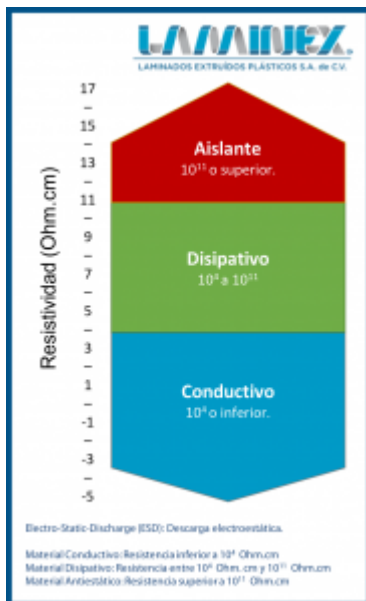 LAMINEX.
LAMINADOS EXTRUÍDOS PLÁSTICOS S.A. de C.V.
Resistividad (Ohm.cm)
17
–
15
–
13
–
11
–
9
–
7
–
5
–
3
–
1
–
-1
–
-3
–
-5
Aislante
10¹¹ o superior.
Disipativo
10⁴ a 10¹¹
Conductivo
10⁴ o inferior.
Electro-Static-Discharge (ESD): Descarga electroestática.
Material Conductivo: Resistencia inferior a 10⁴ Ohm.cm
Material Disipativo: Resistencia entre 10⁴ Ohm. cm y 10¹¹ Ohm.cm
Material Antiestático: Resistencia superior a 10¹¹ Ohm.cm